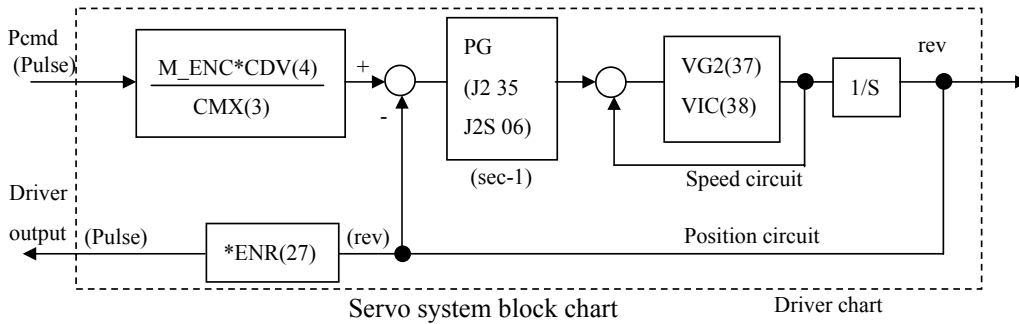 Pcmd
(Pulse)
M_ENC*CDV(4)
CMX(3)
+
-
PG
(J2 35
J2S 06)
(sec-1)
VG2(37)
VIC(38)
1/S
rev
Speed circuit
Driver
output
(Pulse)
*ENR(27)
(rev)
Position circuit
Servo system block chart
Driver chart